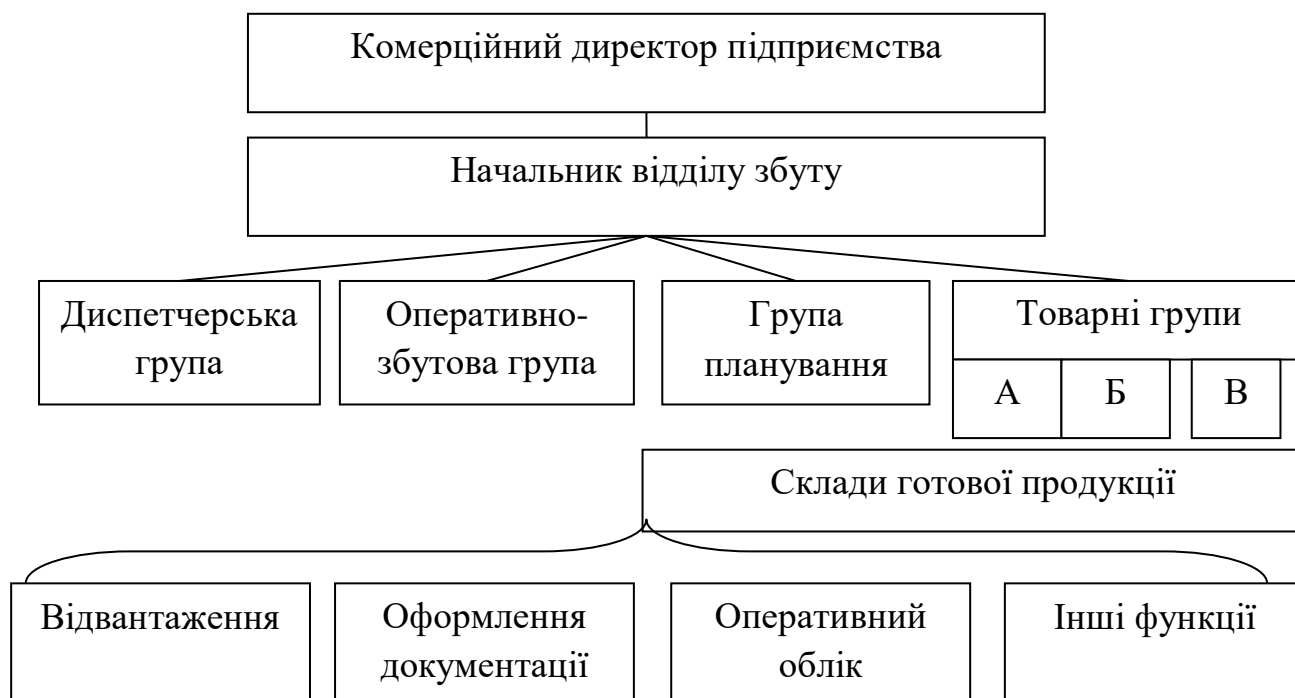 Комерційний директор підприємства
Начальник відділу збуту
Диспетчерська
група
Оперативно-
збутова група
Група
планування
Товарні групи
А
Б
В
Склади готової продукції
Відвантаження
Оформлення
документації
Оперативний
облік
Інші функції